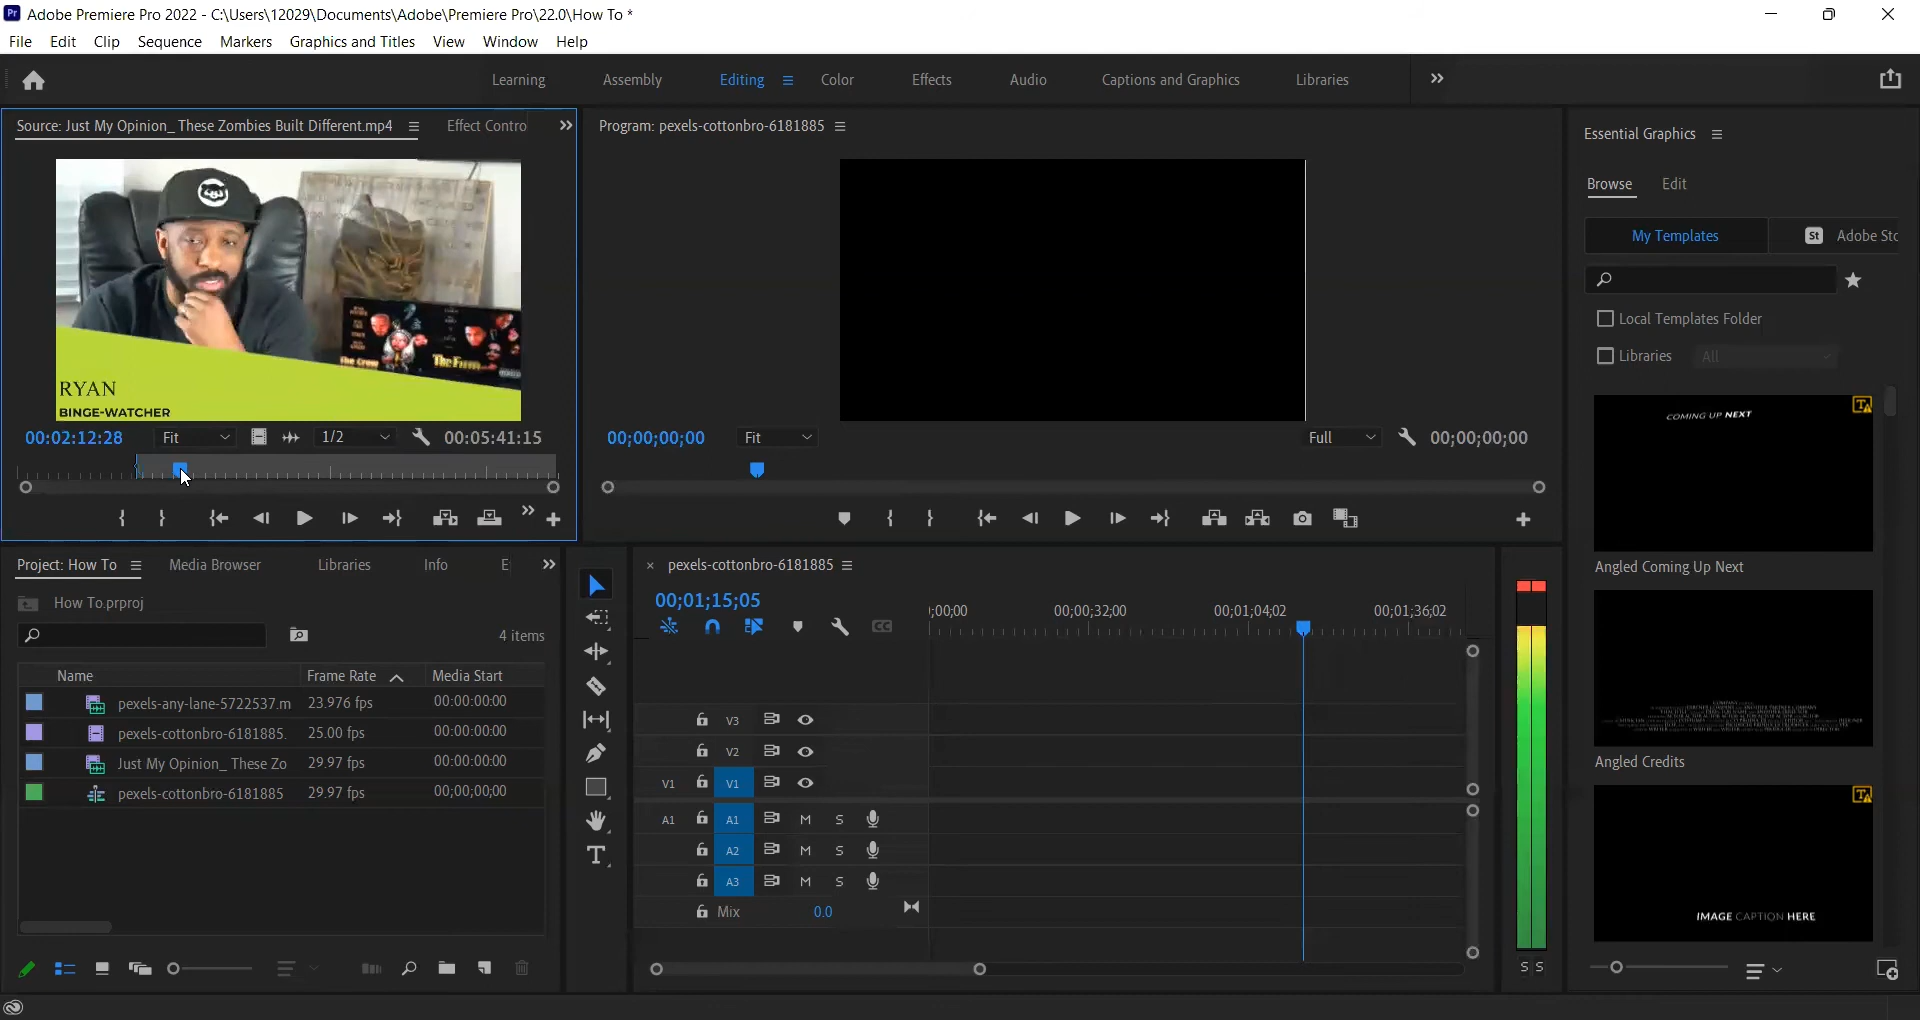 Pr Adobe Premiere Pro 2022 - C:\Users\12029\Documents\Adobe\Premiere Pro\22.0\How To *
File Edit Clip Sequence Markers Graphics and Titles View Window Help
Learning Assembly Editing Color Effects Audio Captions and Graphics Libraries
Source: Just My Opinion_ These Zombies Built Different.mp4 Effect Contro
RYAN
BINGE-WATCHER
00:02:12:28 Fit 1/2 00:05:41:15
Program: pexels-cottonbro-6181885
00;00;00;00 Fit Full 00;00;00;00
Essential Graphics
Browse Edit
My Templates St Adobe Sto
Local Templates Folder
Libraries All
COMING UP NEXT
Angled Coming Up Next
Angled Credits
IMAGE CAPTION HERE
Project: How To Media Browser Libraries Info E
How To.prproj
4 items
Name Frame Rate Media Start
pexels-any-lane-5722537.m 23.976 fps 00:00:00:00
pexels-cottonbro-6181885. 25.00 fps 00:00:00:00
Just My Opinion_ These Zo 29.97 fps 00:00:00:00
pexels-cottonbro-6181885 29.97 fps 00;00;00;00
pexels-cottonbro-6181885
00;01;15;05
;00;00 00;00;32;00 00;01;04;02 00;01;36;02
V3
V2
V1 V1
A1 A1 M S
A2 M S
A3 M S
Mix 0.0
S S